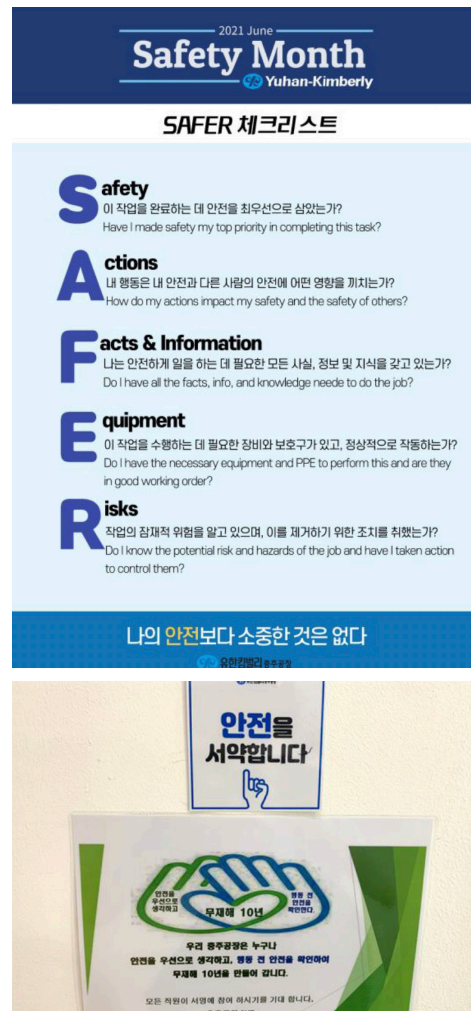 2021 June
Safety Month
Yuhan-Kimberly
SAFER 체크리스트
Safety
이 작업을 완료하는 데 안전을 최우선으로 삼았는가?
Have I made safety my top priority in completing this task?
Actions
내 행동은 내 안전과 다른 사람의 안전에 어떤 영향을 끼치는가?
How do my actions impact my safety and the safety of others?
Facts & Information
나는 안전하게 일을 하는 데 필요한 모든 사실, 정보 및 지식을 갖고 있는가?
Do I have all the facts, info, and knowledge neede to do the job?
Equipment
이 작업을 수행하는 데 필요한 장비와 보호구가 있고, 정상적으로 작동하는가?
Do I have the necessary equipment and PPE to perform this and are they
in good working order?
Risks
작업의 잠재적 위험을 알고 있으며, 이를 제거하기 위한 조치를 취했는가?
Do I know the potential risk and hazards of the job and have I taken action
to control them?
나의 안전보다 소중한 것은 없다
유한킴벌리 충주공장
안전을
서약합니다
안전을
우선으로
생각하고
무재해 10년
행동 전
안전을
확인한다
우리 충주공장은 누구나
안전을 우선으로 생각하고, 행동 전 안전을 확인하여
무재해 10년을 만들어 갑니다.
모든 직원이 서명에 참여 하시기를 기대 합니다.